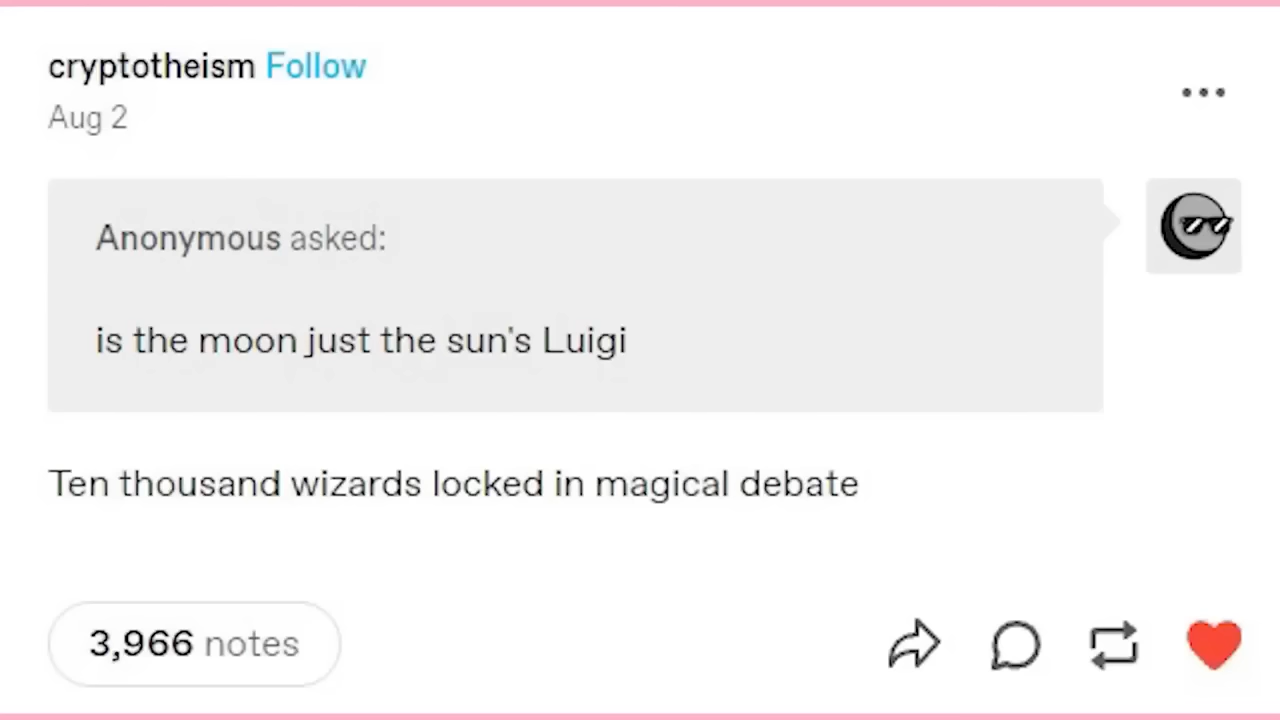 cryptotheism Follow
Aug 2
Anonymous asked:
is the moon just the sun's Luigi
Ten thousand wizards locked in magical debate
3,966 notes